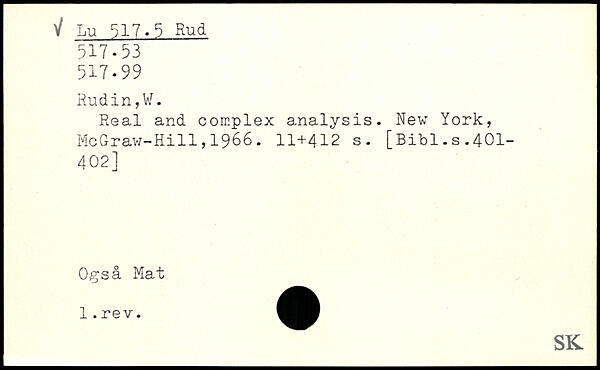 √ Lu 517.5 Rud
517.53
517.99
Rudin,W.
Real and complex analysis. New York,
McGraw-Hill,1966. 11+412 s. [Bibl.s.401-
402]
Også Mat
1.rev.
SK